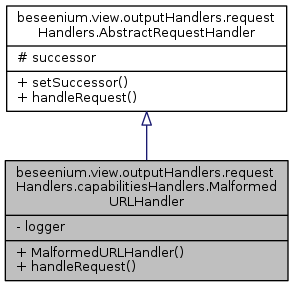 beseenium.view.outputHandlers.request
Handlers.AbstractRequestHandler
# successor
+ setSuccessor()
+ handleRequest()
beseenium.view.outputHandlers.request
Handlers.capabilitiesHandlers.Malformed
URLHandler
- logger
+ MalformedURLHandler()
+ handleRequest()